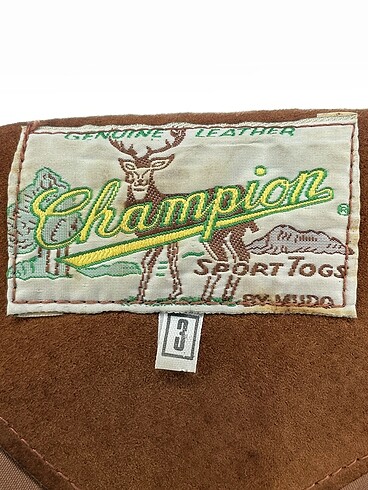 GENUINE LEATHER
Champion®
SPORT TOGS
BY MUDO
3